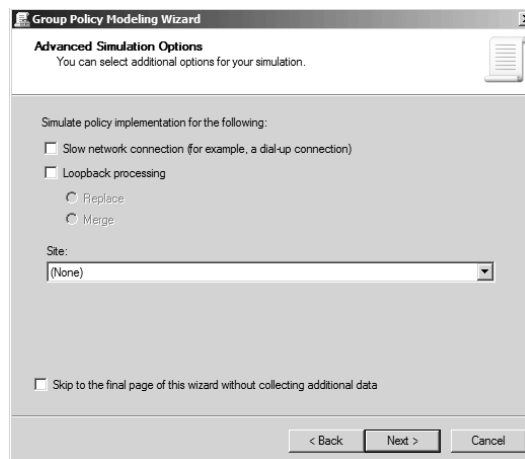 Group Policy Modeling Wizard
Advanced Simulation Options
You can select additional options for your simulation.
Simulate policy implementation for the following:
Slow network connection (for example, a dial-up connection)
Loopback processing
Replace
Merge
Site:
(None)
Skip to the final page of this wizard without collecting additional data
< Back Next > Cancel